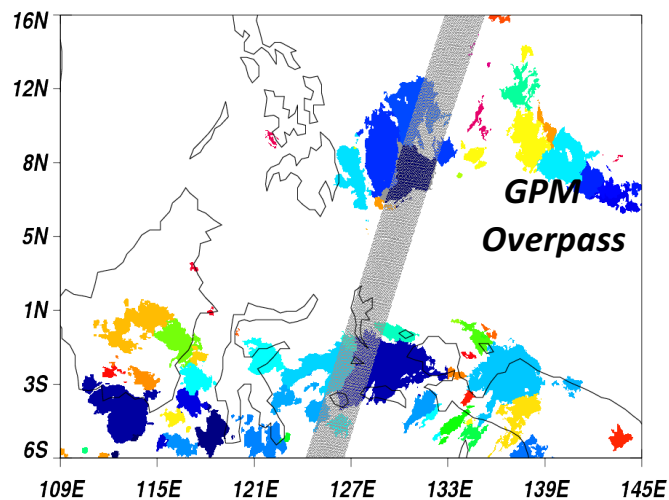 16N
12N
8N
GPM
5N
Overpass
1N
3S
6S
109E 115E 121E 127E 133E 139E 145E